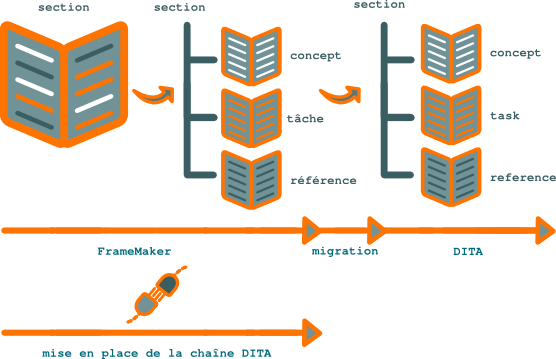 section
section
section
concept
tâche
référence
concept
task
reference
FrameMaker
migration
DITA
mise en place de la chaîne DITA